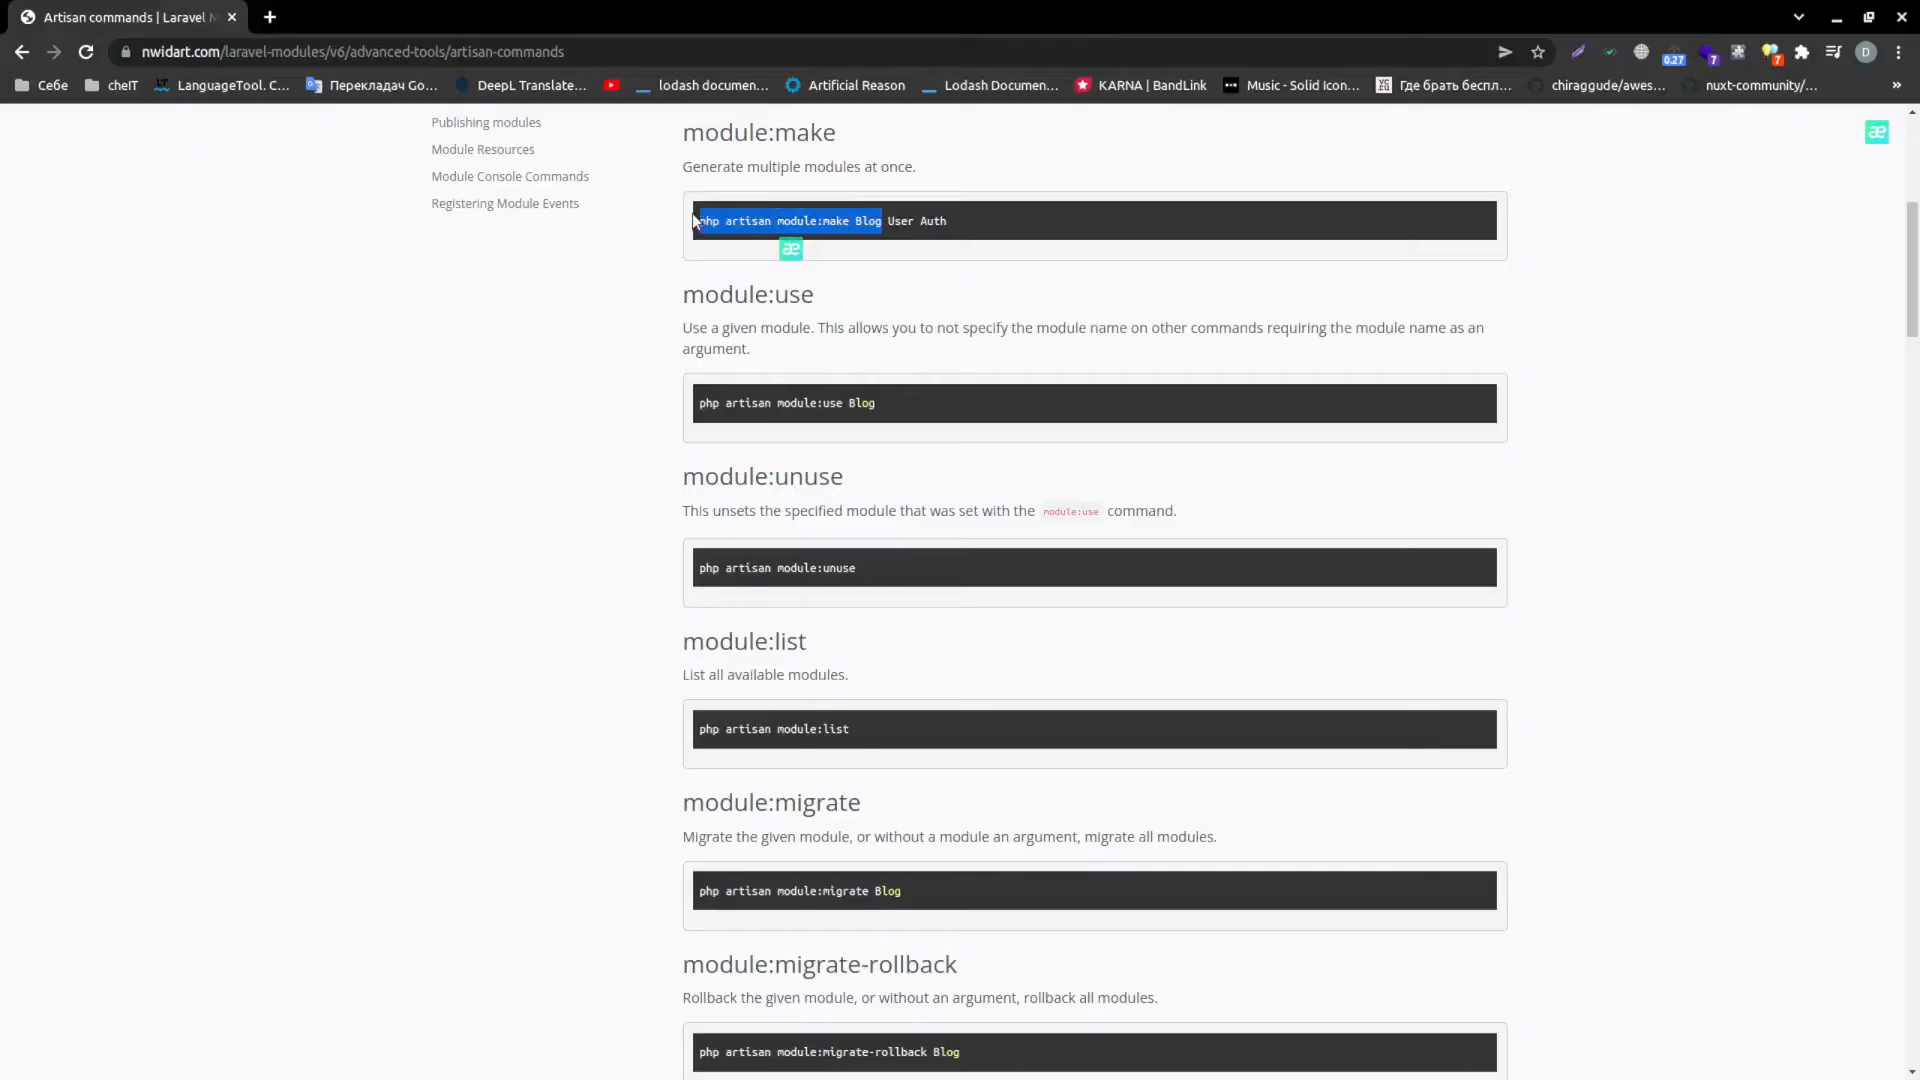 Artisan commands | Laravel M
nwidart.com/laravel-modules/v6/advanced-tools/artisan-commands
0.27
7
7
D
Себе
cheIT
LanguageTool. C...
Перекладач Go...
DeepL Translate...
lodash documen...
Artificial Reason
Lodash Documen...
KARNA | BandLink
Music - Solid Icon...
Где брать беспл...
chiraggude/awes...
nuxt-community/...
»
Publishing modules
Module Resources
Module Console Commands
Registering Module Events
æ
module:make
Generate multiple modules at once.
php artisan module:make Blog User Auth
æ
module:use
Use a given module. This allows you to not specify the module name on other commands requiring the module name as an
argument.
php artisan module:use Blog
module:unuse
This unsets the specified module that was set with the module:use command.
php artisan module:unuse
module:list
List all available modules.
php artisan module:list
module:migrate
Migrate the given module, or without a module an argument, migrate all modules.
php artisan module:migrate Blog
module:migrate-rollback
Rollback the given module, or without an argument, rollback all modules.
php artisan module:migrate-rollback Blog